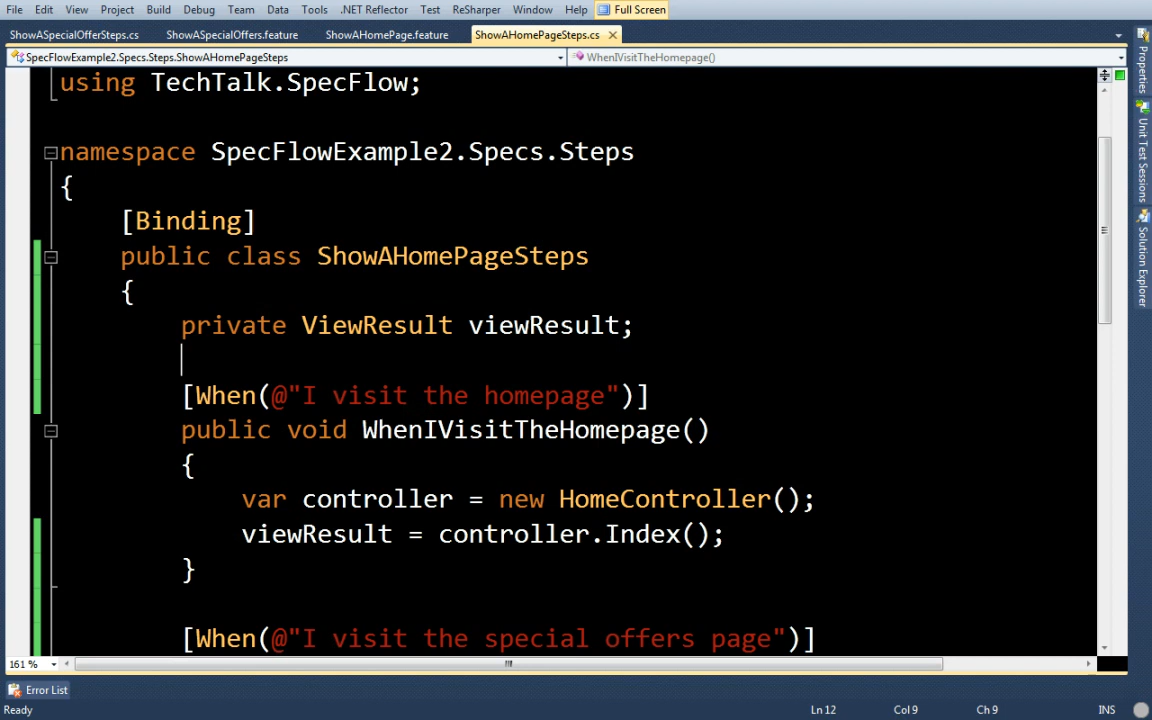 File Edit View Project Build Debug Team Data Tools .NET Reflector Test ReSharper Window Help Full Screen
ShowASpecialOfferSteps.cs ShowASpecialOffers.feature ShowAHomePage.feature ShowAHomePageSteps.cs
SpecFlowExample2.Specs.Steps.ShowAHomePageSteps WhenIVisitTheHomepage()
using TechTalk.SpecFlow;
namespace SpecFlowExample2.Specs.Steps
{
[Binding]
public class ShowAHomePageSteps
{
private ViewResult viewResult;
[When(@"I visit the homepage")]
public void WhenIVisitTheHomepage()
{
var controller = new HomeController();
viewResult = controller.Index();
}
[When(@"I visit the special offers page")]
161 %
Error List
Ready Ln 12 Col 9 Ch 9 INS
Properties
Unit Test Sessions
Solution Explorer